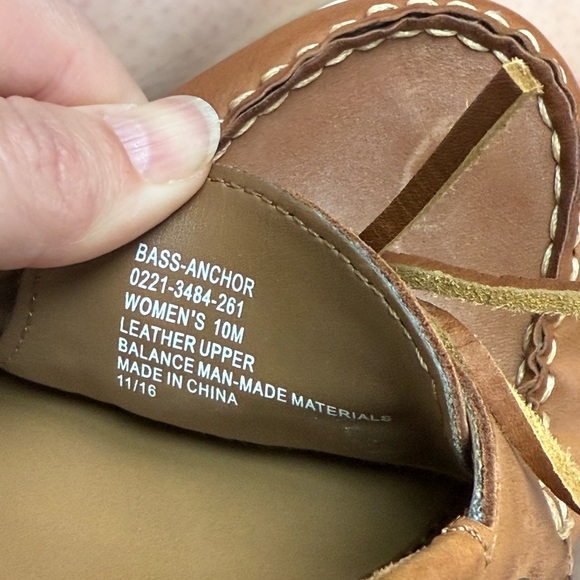 BASS-ANCHOR
0221-3484-261
WOMEN'S 10M
LEATHER UPPER
BALANCE MAN-MADE MATERIALS
MADE IN CHINA
11/16